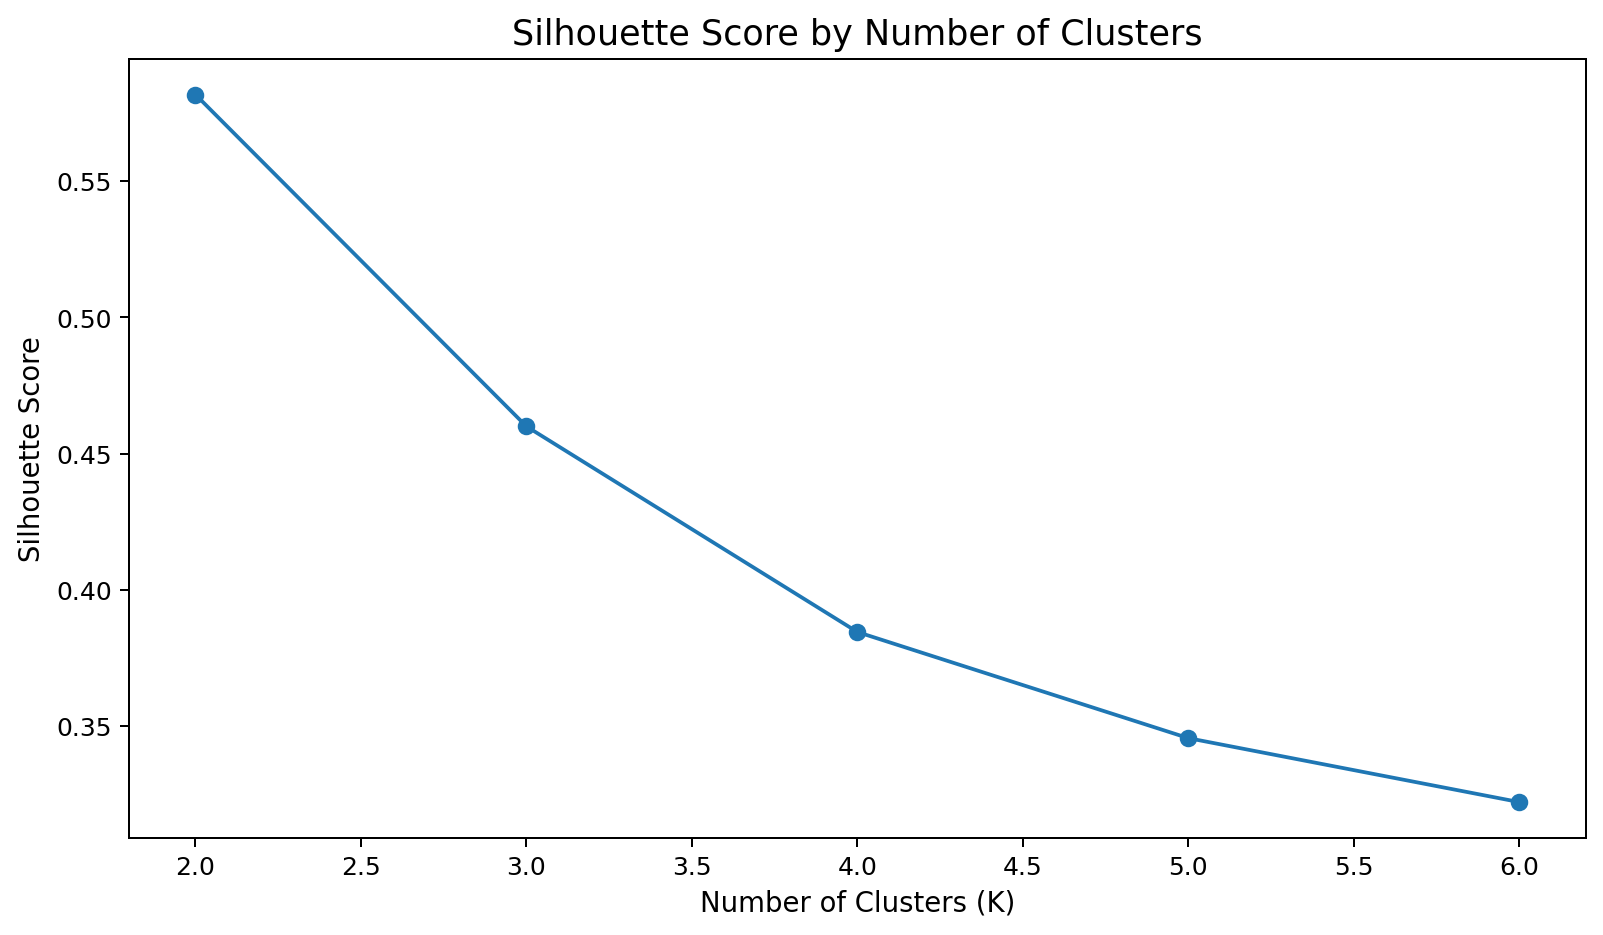 Silhouette Score by Number of Clusters
Silhouette Score
0.55
0.50
0.45
0.40
0.35
2.0 2.5 3.0 3.5 4.0 4.5 5.0 5.5 6.0
Number of Clusters (K)